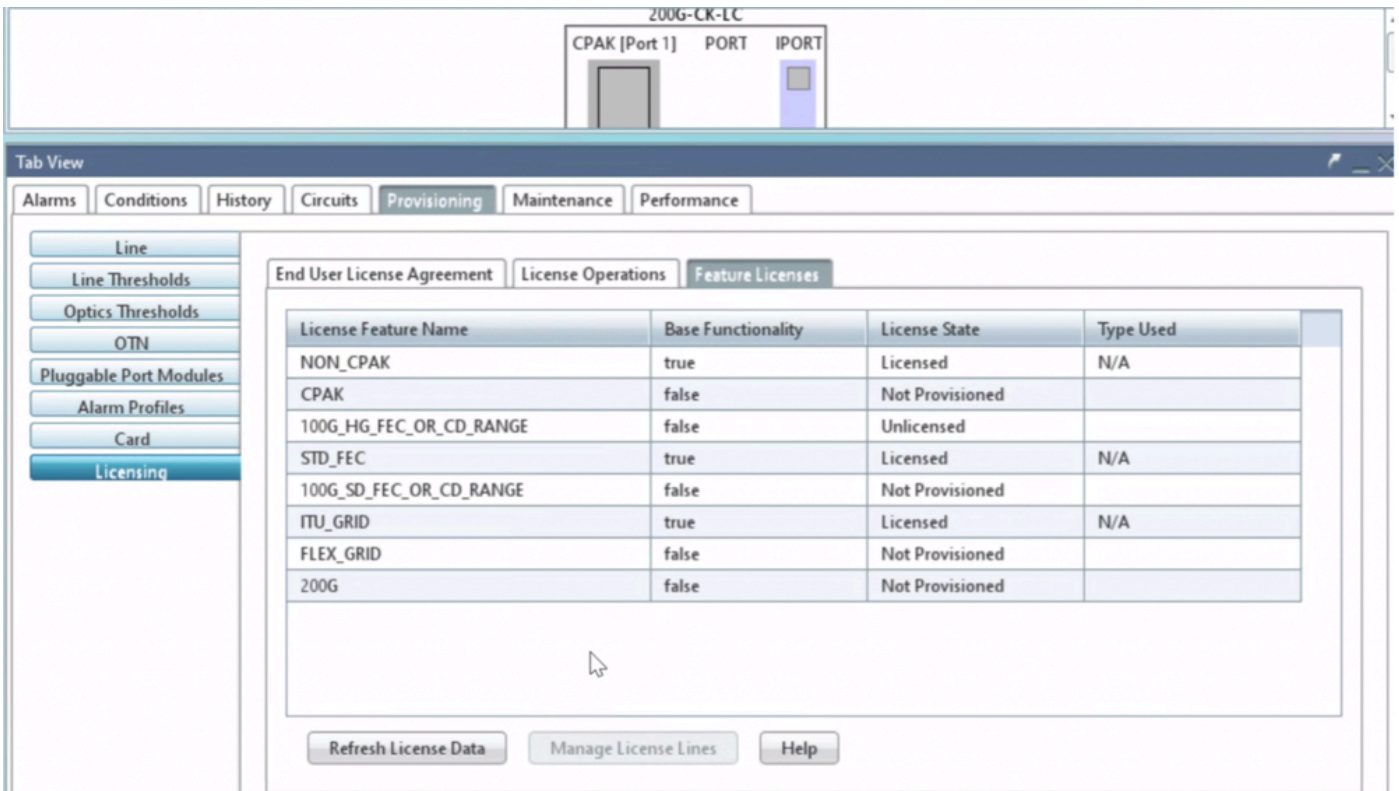 200G-CK-LC
CPAK [Port 1] PORT IPORT
Tab View
Alarms Conditions History Circuits Provisioning Maintenance Performance
Line
Line Thresholds
Optics Thresholds
OTN
Pluggable Port Modules
Alarm Profiles
Card
Licensing
End User License Agreement License Operations Feature Licenses
License Feature Name Base Functionality License State Type Used
NON_CPAK true Licensed N/A
CPAK false Not Provisioned
100G_HG_FEC_OR_CD_RANGE false Unlicensed
STD_FEC true Licensed N/A
100G_SD_FEC_OR_CD_RANGE false Not Provisioned
ITU_GRID true Licensed N/A
FLEX_GRID false Not Provisioned
200G false Not Provisioned
Refresh License Data Manage License Lines Help